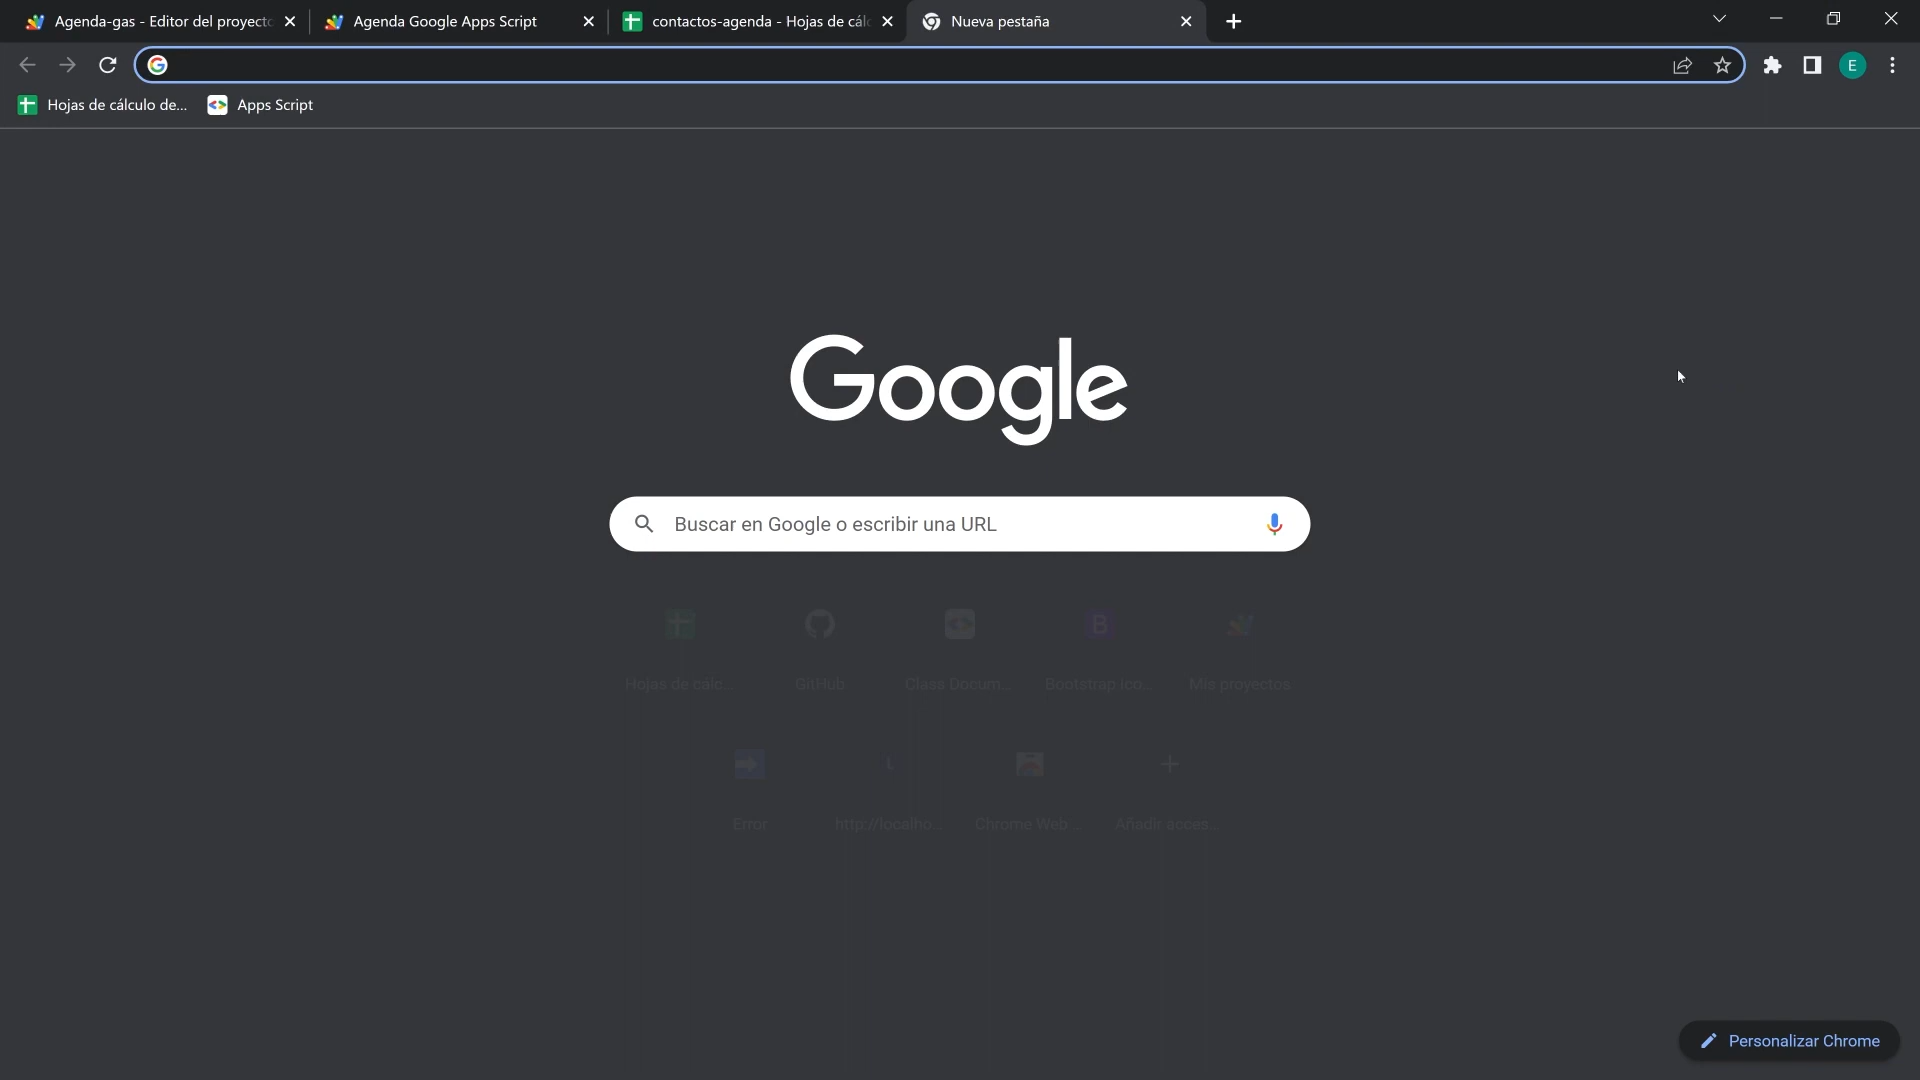 Agenda-gas - Editor del proyecto
Agenda Google Apps Script
contactos-agenda - Hojas de cálc
Nueva pestaña
E
Hojas de cálculo de...
Apps Script
Google
Buscar en Google o escribir una URL
Hojas de cálc...
GitHub
Class Docum...
Bootstrap Ico...
Mis proyectos
Error
http://localho...
Chrome Web ...
Añadir acces...
Personalizar Chrome